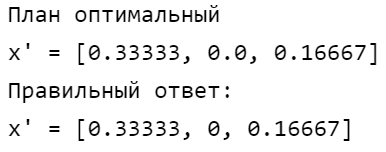 План оптимальный
x' = [0.33333, 0.0, 0.16667]
Правильный ответ:
x' = [0.33333, 0, 0.16667]